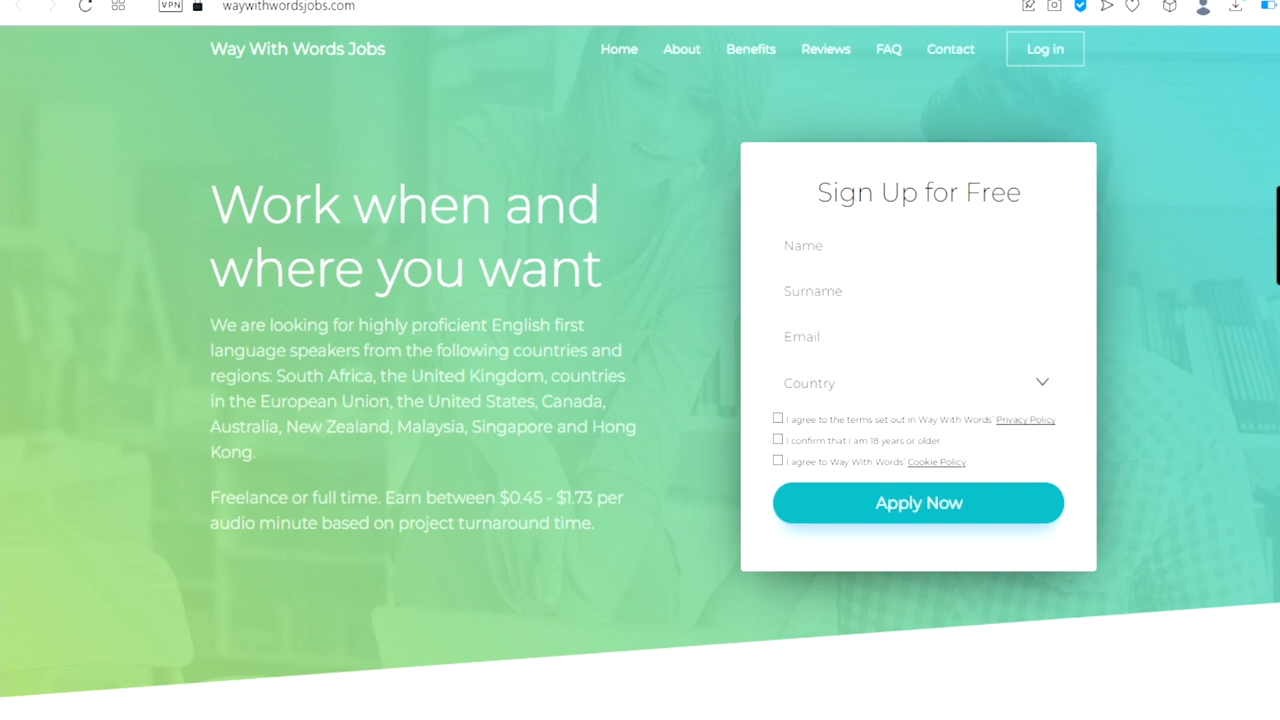 VPN
waywithwordsjobs.com
Way With Words Jobs
Home
About
Benefits
Reviews
FAQ
Contact
Log in
Work when and
where you want
We are looking for highly proficient English first
language speakers from the following countries and
regions: South Africa, the United Kingdom, countries
in the European Union, the United States, Canada,
Australia, New Zealand, Malaysia, Singapore and Hong
Kong.
Freelance or full time. Earn between $0.45 - $1.73 per
audio minute based on project turnaround time.
Sign Up for Free
Name
Surname
Email
Country
I agree to the terms set out in Way With Words' Privacy Policy.
I confirm that I am 18 years or older.
I agree to Way With Words' Cookie Policy
Apply Now